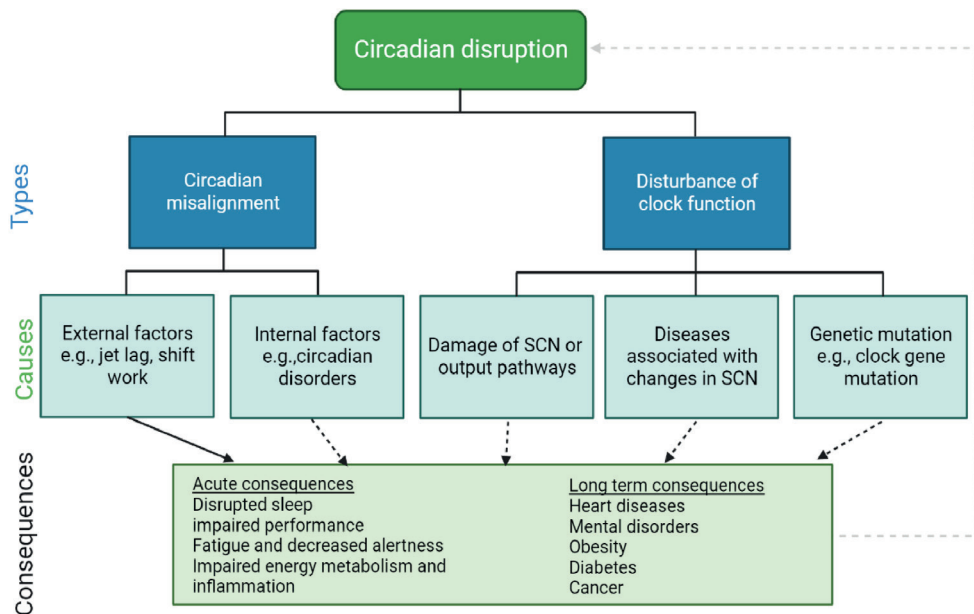 Circadian disruption
Types
Circadian
misalignment
Disturbance of
clock function
Causes
External factors
e.g., jet lag, shift
work
Internal factors
e.g.,circadian
disorders
Damage of SCN or
output pathways
Diseases
associated with
changes in SCN
Genetic mutation
e.g., clock gene
mutation
Consequences
Acute consequences
Disrupted sleep
impaired performance
Fatigue and decreased alertness
Impaired energy metabolism and
inflammation
Long term consequences
Heart diseases
Mental disorders
Obesity
Diabetes
Cancer